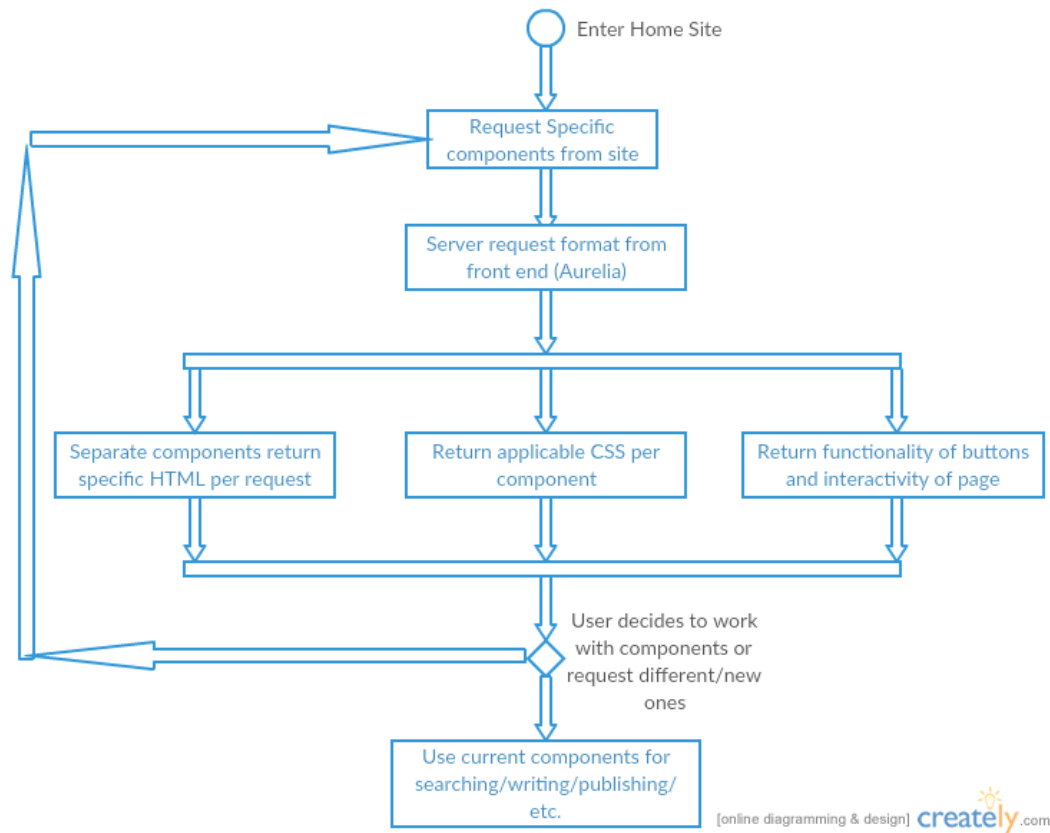 Enter Home Site
Request Specific
components from site
Server request format from
front end (Aurelia)
Separate components return
specific HTML per request
Return applicable CSS per
component
Return functionality of buttons
and interactivity of page
User decides to work
with components or
request different/new
ones
Use current components for
searching/writing/publishing/
etc.
[online diagramming & design] creately.com